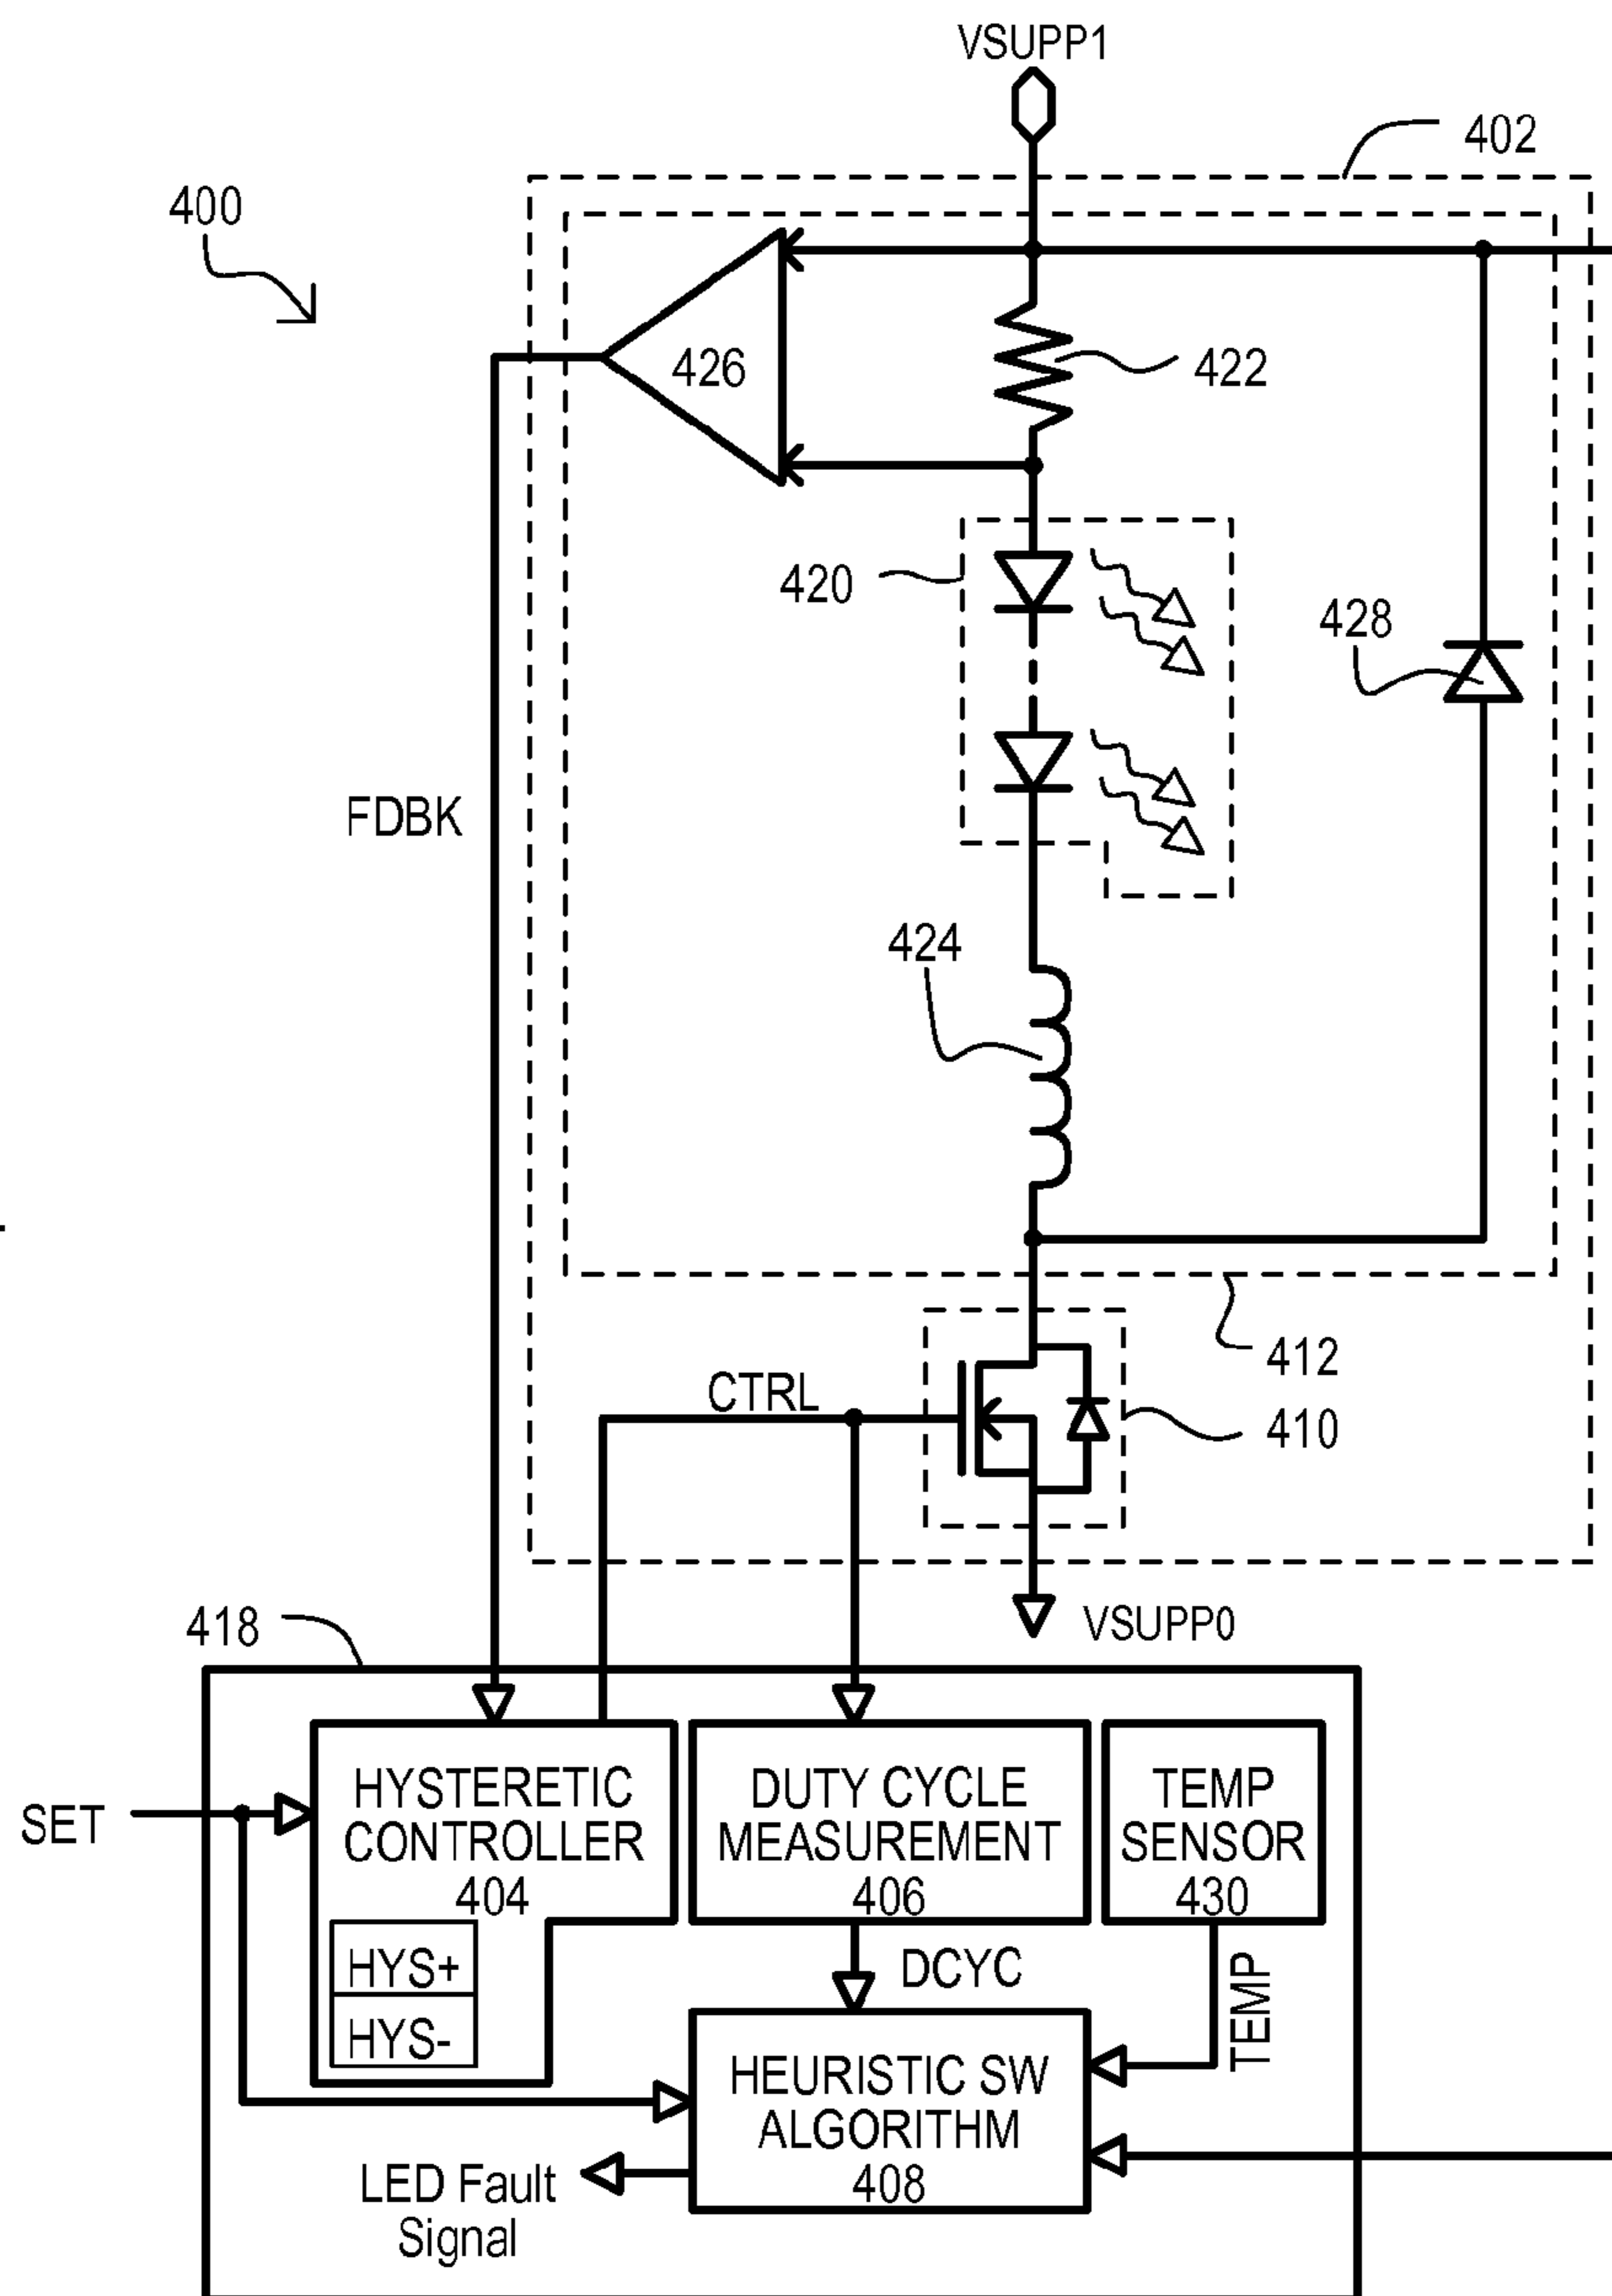 VSUPP1
402
400
426
422
420
428
FDBK
424
412
CTRL
410
VSUPP0
418
SET
HYSTERETIC
CONTROLLER
404
HYS+
HYS-
DUTY CYCLE
MEASUREMENT
406
TEMP
SENSOR
430
DCYC
TEMP
HEURISTIC SW
ALGORITHM
408
LED Fault
Signal